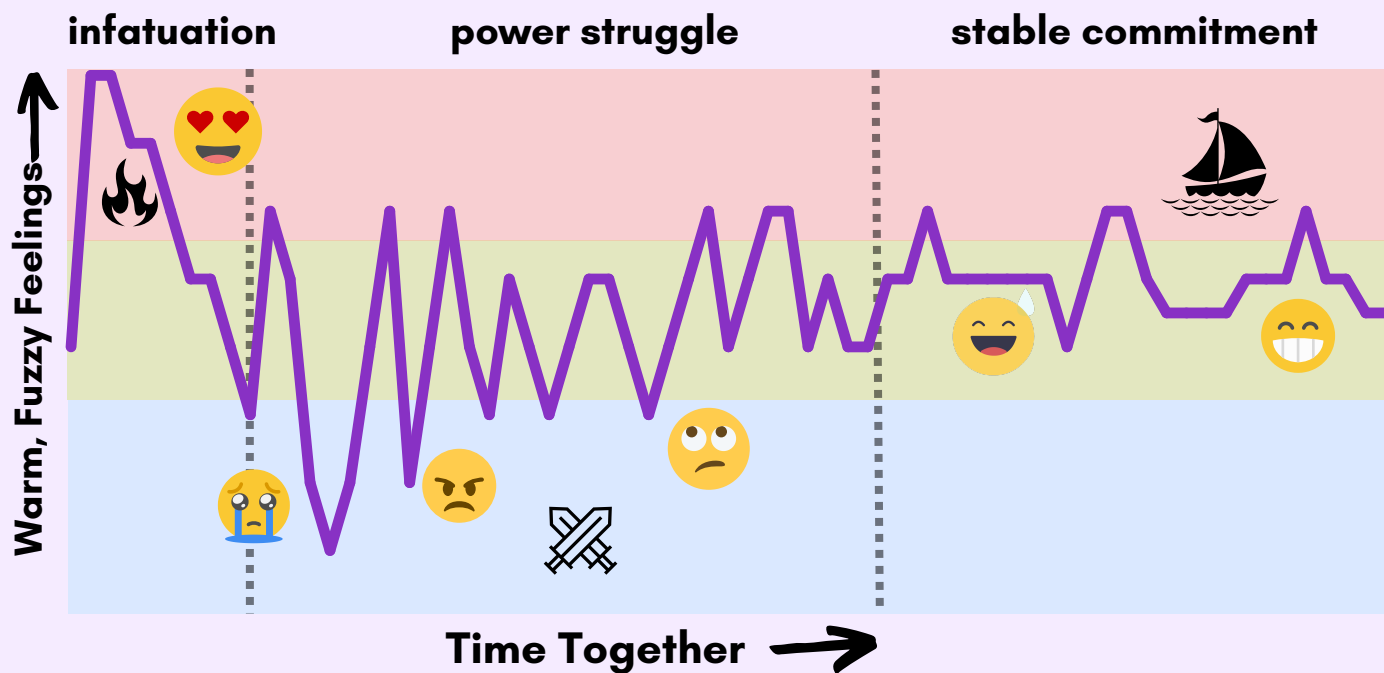 infatuation
power struggle
stable commitment
Warm, Fuzzy Feelings
Time Together